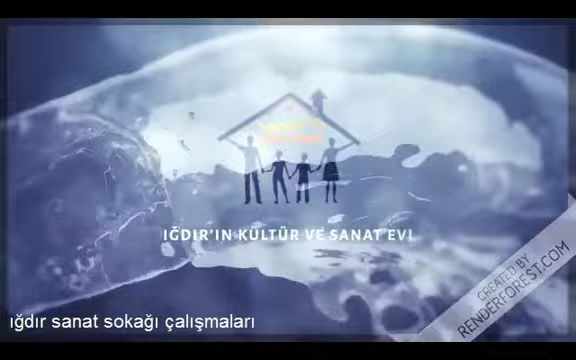 IĞDIR'IN KÜLTÜR VE SANAT EVİ
CREATED BY
RENDERFOREST.COM
ığdır sanat sokağı çalışmaları